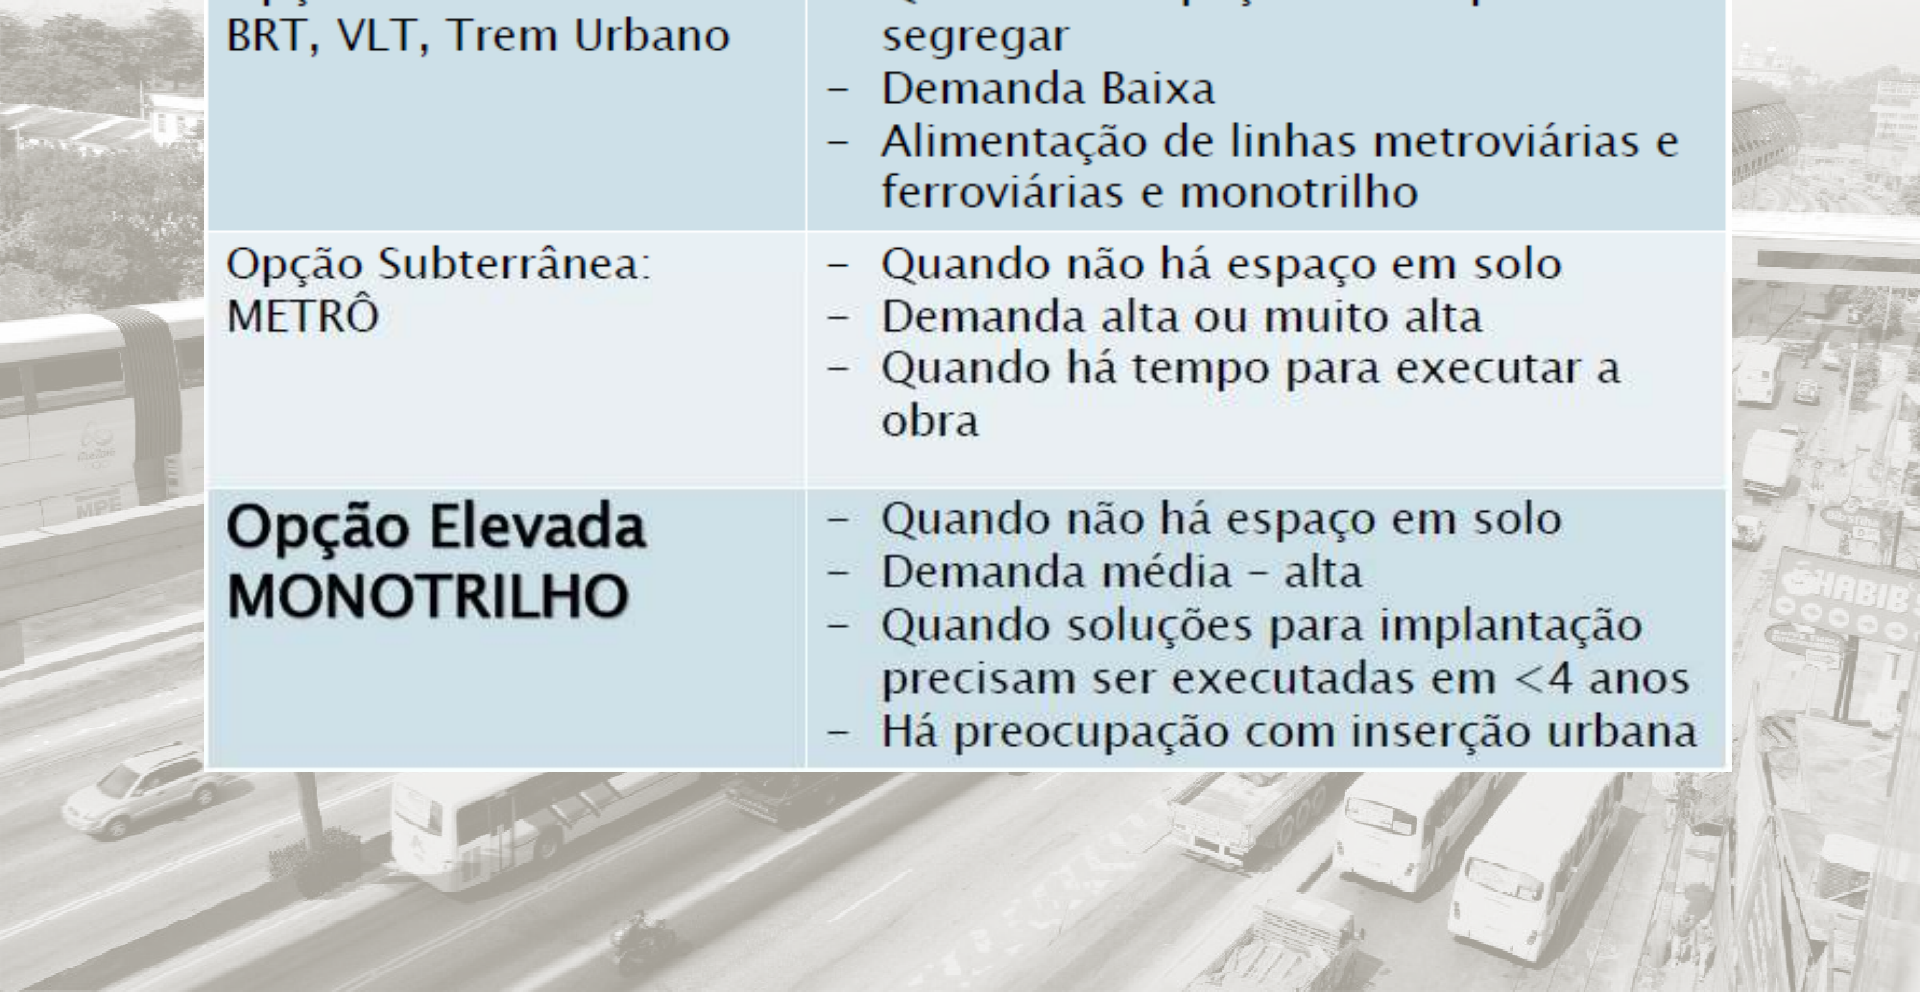 BRT, VLT, Trem Urbano
segregar
– Demanda Baixa
– Alimentação de linhas metroviárias e
ferroviárias e monotrilho
Opção Subterrânea:
METRÔ
– Quando não há espaço em solo
– Demanda alta ou muito alta
– Quando há tempo para executar a
obra
Opção Elevada
MONOTRILHO
– Quando não há espaço em solo
– Demanda média – alta
– Quando soluções para implantação
precisam ser executadas em <4 anos
– Há preocupação com inserção urbana
MPE
HABIB'S